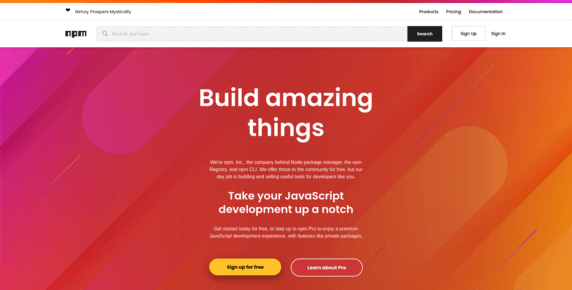 Nimsy Prospers Mystically
Products Pricing Documentation
npm
Search packages
Search
Sign Up
Sign In
Build amazing
things
We're npm, Inc., the company behind Node package manager, the npm
Registry, and npm CLI. We offer those to the community for free, but our
day job is building and selling useful tools for developers like you.
Take your JavaScript
development up a notch
Get started today for free, or step up to npm Pro to enjoy a premium
JavaScript development experience, with features like private packages.
Sign up for free
Learn about Pro